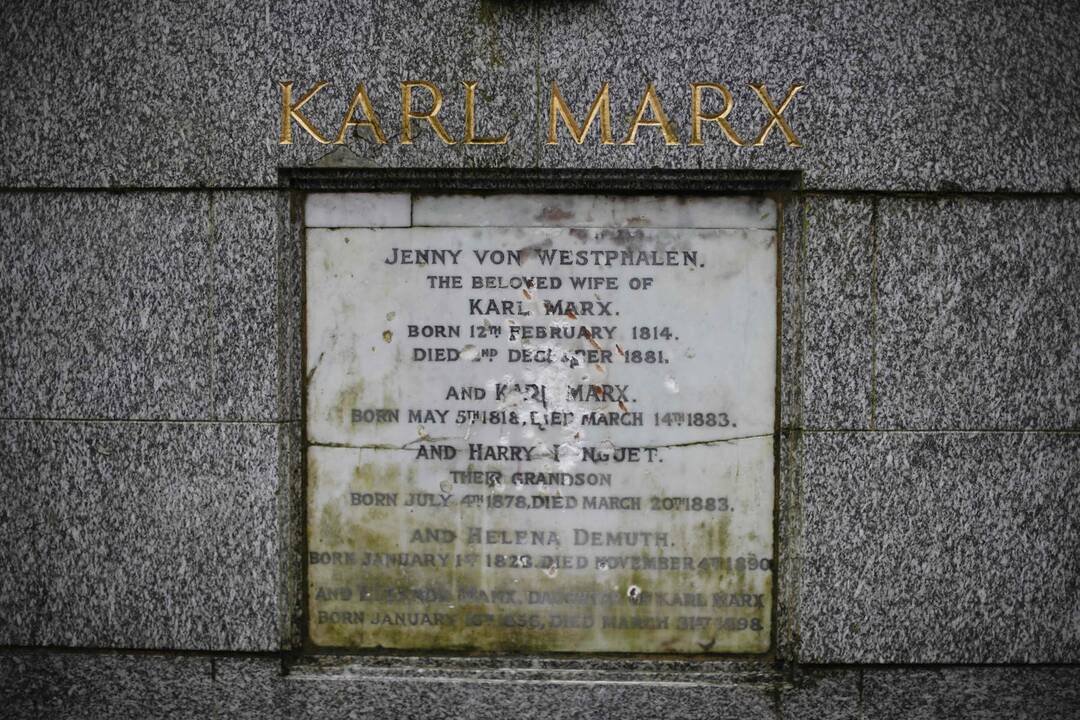 KARL MARX
JENNY VON WESTPHALEN.
THE BELOVED WIFE OF
KARL MARX.
BORN 12TH FEBRUARY 1814.
DIED 2ND DECEMBER 1881.
AND KARL MARX.
BORN MAY 5TH 1818, DIED MARCH 14TH 1883.
AND HARRY LONGUET.
THEIR GRANDSON
BORN JULY 4TH 1878, DIED MARCH 20TH 1883.
AND HELENA DEMUTH.
BORN JANUARY 1ST 1823. DIED NOVEMBER 4TH 1890
AND ELEANOR MARX, DAUGHTER OF KARL MARX
BORN JANUARY 16TH 1856, DIED MARCH 31ST 1898